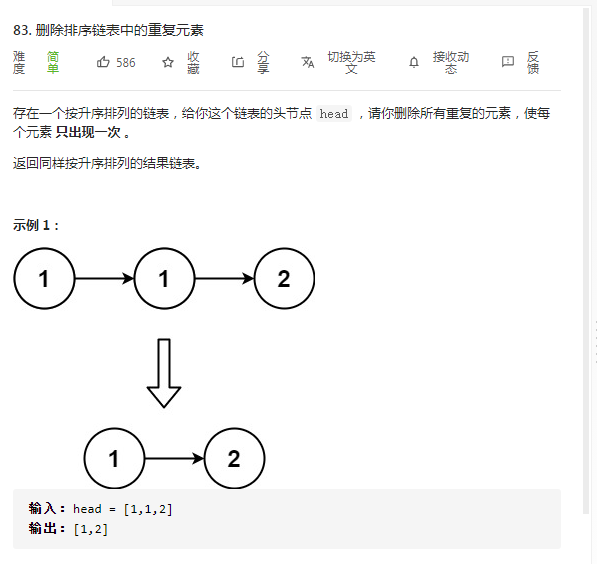 83. 删除排序链表中的重复元素
难度 简单 586 收藏 分享 切换为英文 接收动态 反馈
存在一个按升序排列的链表，给你这个链表的头节点 head ，请你删除所有重复的元素，使每
个元素 只出现一次 。
返回同样按升序排列的结果链表。
示例 1：
1 1 2
1 2
输入：head = [1,1,2]
输出：[1,2]